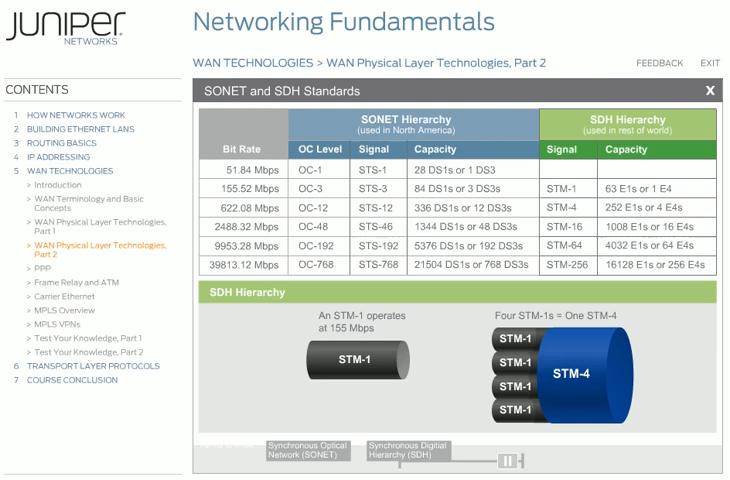 JUNIPER
NETWORKS
Networking Fundamentals
WAN TECHNOLOGIES > WAN Physical Layer Technologies, Part 2
FEEDBACK EXIT
CONTENTS
1 HOW NETWORKS WORK
2 BUILDING ETHERNET LANS
3 ROUTING BASICS
4 IP ADDRESSING
5 WAN TECHNOLOGIES
> Introduction
> WAN Terminology and Basic
Concepts
> WAN Physical Layer Technologies,
Part 1
> WAN Physical Layer Technologies,
Part 2
> PPP
> Frame Relay and ATM
> Carrier Ethernet
> MPLS Overview
> MPLS VPNs
> Test Your Knowledge, Part 1
> Test Your Knowledge, Part 2
6 TRANSPORT LAYER PROTOCOLS
7 COURSE CONCLUSION
SONET and SDH Standards X
SONET Hierarchy SDH Hierarchy
(used in North America) (used in rest of world)
Bit Rate OC Level Signal Capacity Signal Capacity
51.84 Mbps OC-1 STS-1 28 DS1s or 1 DS3
155.52 Mbps OC-3 STS-3 84 DS1s or 3 DS3s STM-1 63 E1s or 1 E4
622.08 Mbps OC-12 STS-12 336 DS1s or 12 DS3s STM-4 252 E1s or 4 E4s
2488.32 Mbps OC-48 STS-46 1344 DS1s or 48 DS3s STM-16 1008 E1s or 16 E4s
9953.28 Mbps OC-192 STS-192 5376 DS1s or 192 DS3s STM-64 4032 E1s or 64 E4s
39813.12 Mbps OC-768 STS-768 21504 DS1s or 768 DS3s STM-256 16128 E1s or 256 E4s
SDH Hierarchy
An STM-1 operates
at 155 Mbps
STM-1
Four STM-1s = One STM-4
STM-1
STM-1
STM-1
STM-1
STM-4
Synchronous Optical
Network (SONET)
Synchronous Digitial
Hierarchy (SDH)